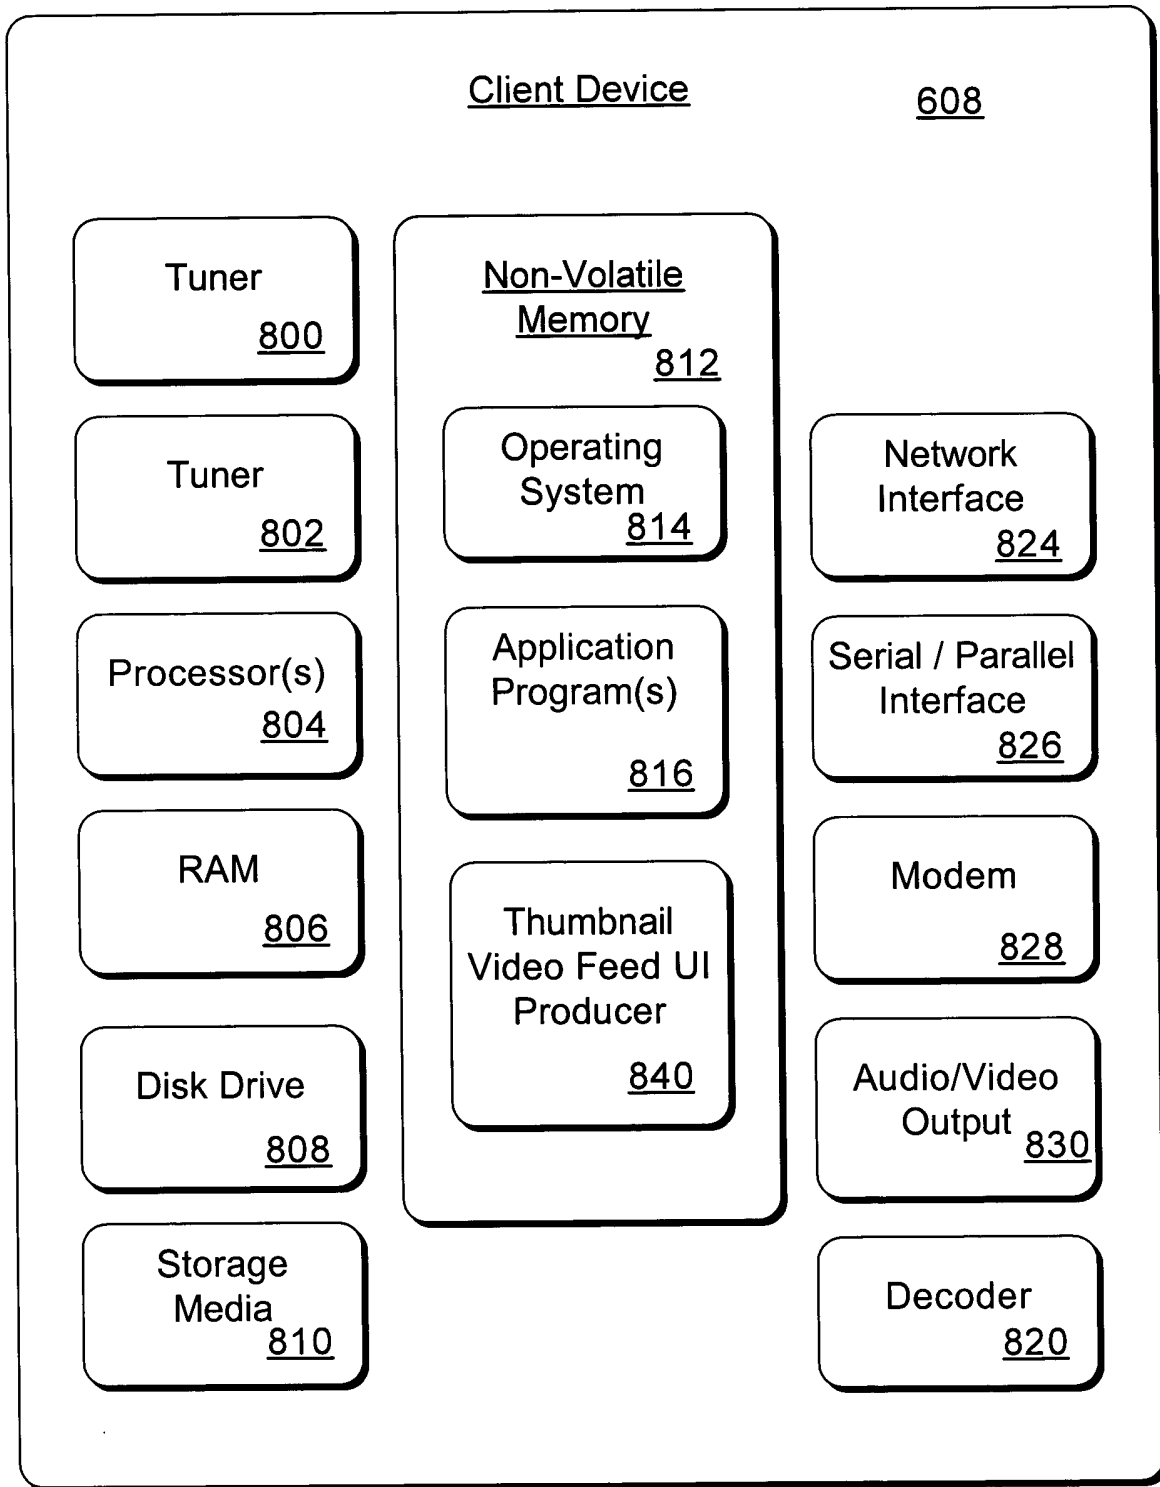 Client Device
608
Tuner
800
Tuner
802
Processor(s)
804
RAM
806
Disk Drive
808
Storage
Media
810
Non-Volatile
Memory
812
Operating
System
814
Application
Program(s)
816
Thumbnail
Video Feed UI
Producer
840
Network
Interface
824
Serial / Parallel
Interface
826
Modem
828
Audio/Video
Output
830
Decoder
820